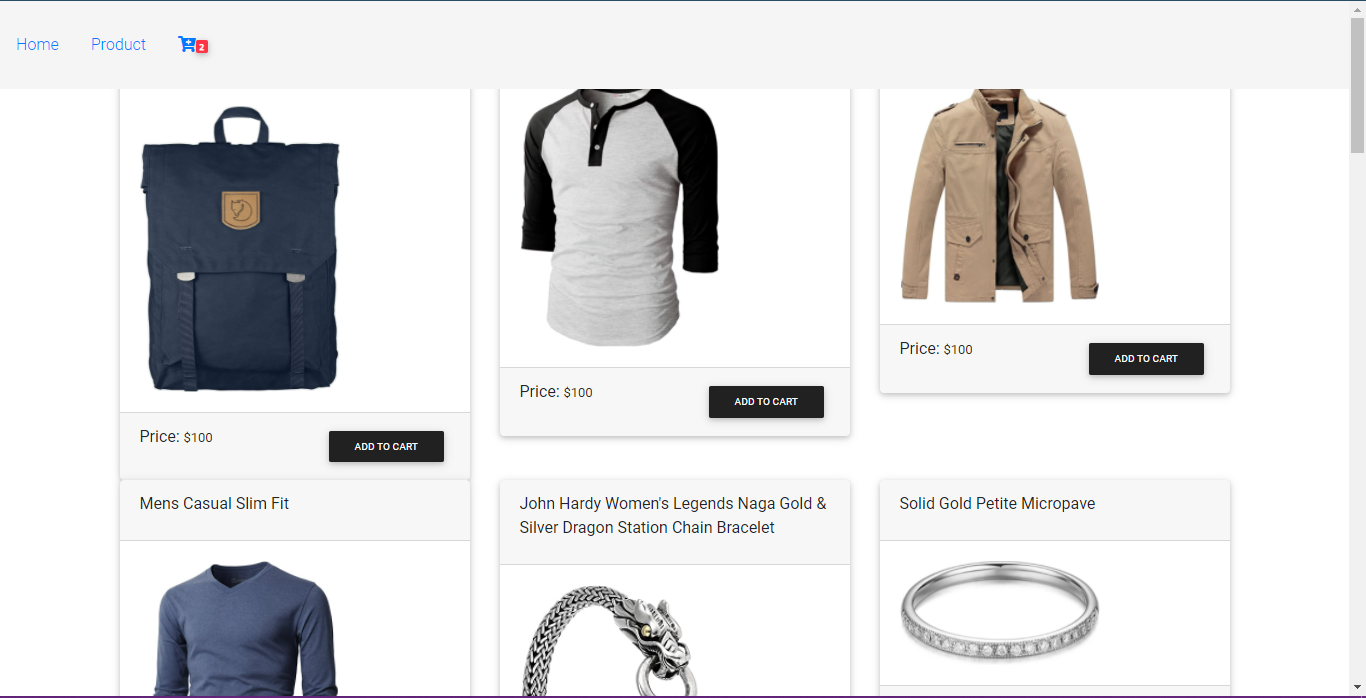 Home
Product
2
Price: $100
ADD TO CART
Price: $100
ADD TO CART
Price: $100
ADD TO CART
Mens Casual Slim Fit
John Hardy Women's Legends Naga Gold &
Silver Dragon Station Chain Bracelet
Solid Gold Petite Micropave